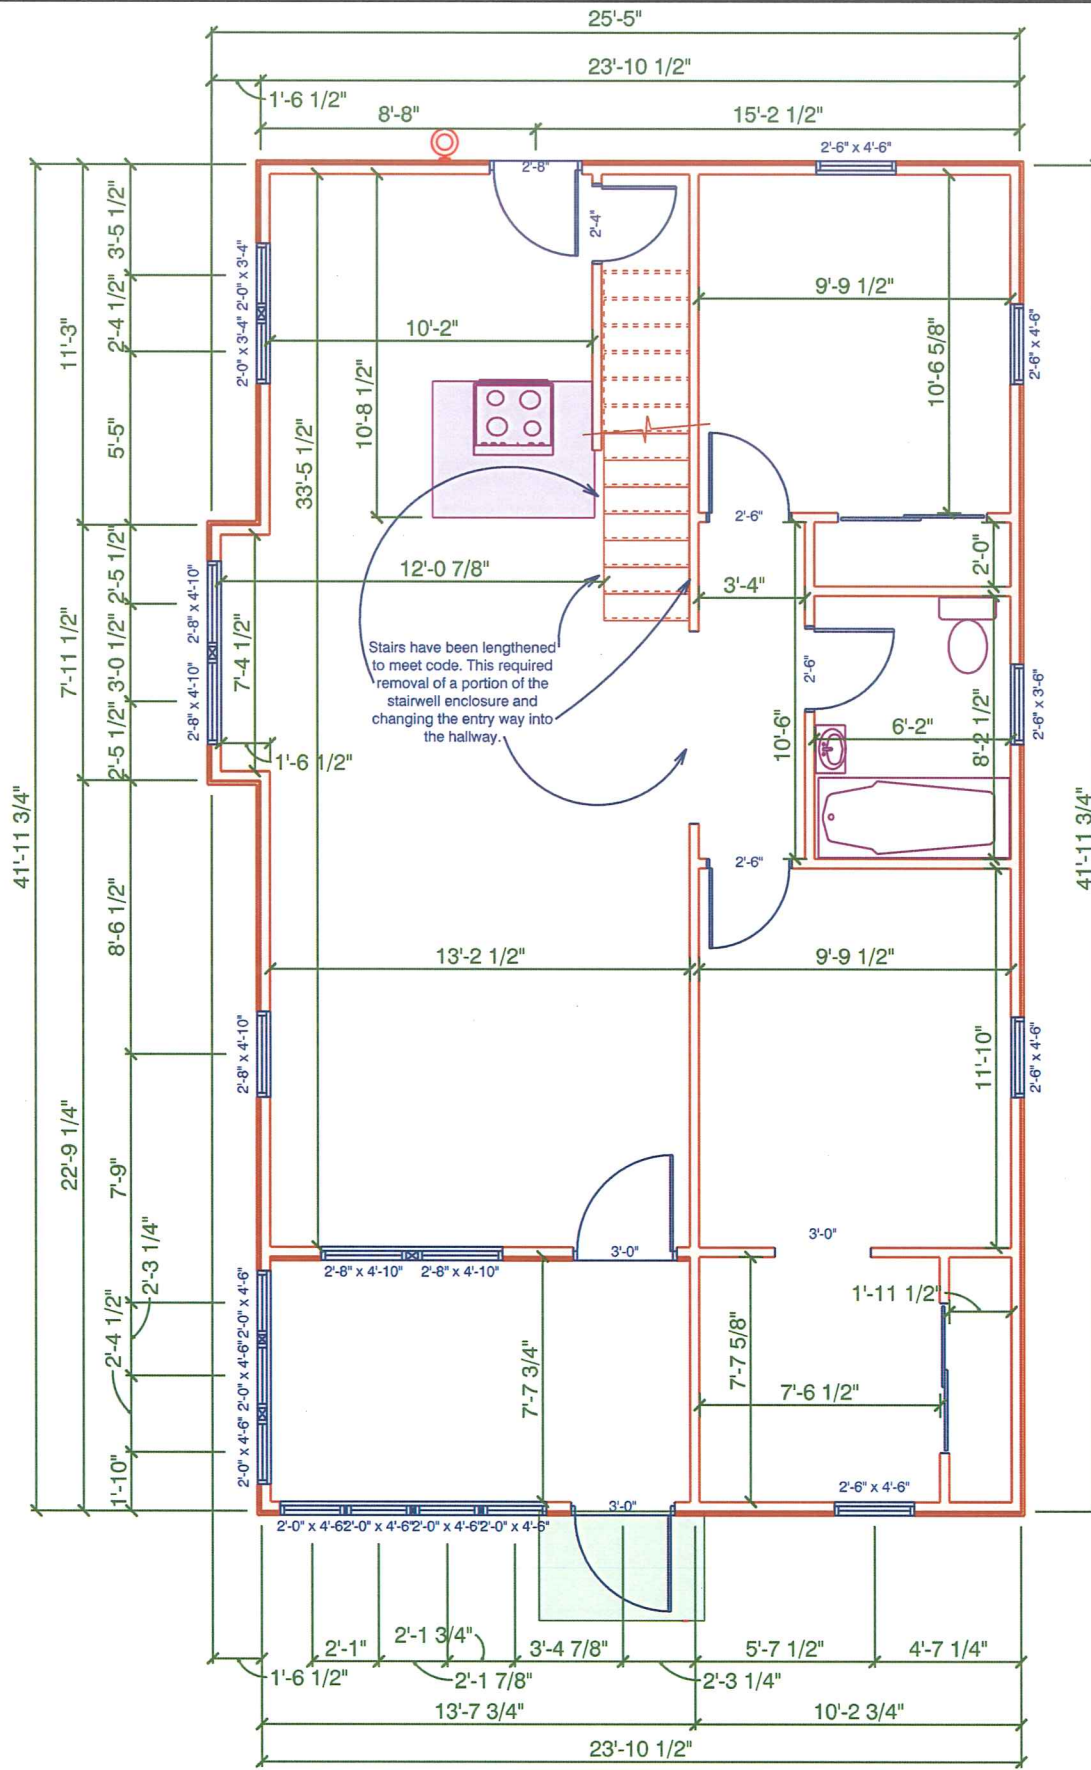 25'-5"
23'-10 1/2"
1'-6 1/2"
8'-8"
15'-2 1/2"
2'-6" x 4'-6"
2'-8"
2'-4"
3'-5 1/2"
2'-0" x 3'-4"
2'-0" x 3'-4"
2'-4 1/2"
11'-3"
5'-5"
10'-2"
9'-9 1/2"
10'-6 5/8"
2'-6" x 4'-6"
10'-8 1/2"
33'-5 1/2"
2'-6"
2'-0"
12'-0 7/8"
3'-4"
2'-5 1/2"
2'-8" x 4'-10"
2'-8" x 4'-10"
3'-0 1/2"
7'-11 1/2"
7'-4 1/2"
2'-5 1/2"
1'-6 1/2"
Stairs have been lengthened
to meet code. This required
removal of a portion of the
stairwell enclosure and
changing the entry way into
the hallway.
2'-6"
10'-6"
6'-2"
8'-2 1/2"
2'-6" x 3'-6"
41'-11 3/4"
41'-11 3/4"
2'-6"
8'-6 1/2"
13'-2 1/2"
9'-9 1/2"
2'-8" x 4'-10"
11'-10"
2'-6" x 4'-6"
22'-9 1/4"
7'-9"
2'-3 1/4"
2'-4 1/2"
1'-10"
3'-0"
3'-0"
2'-8" x 4'-10"
2'-8" x 4'-10"
2'-0" x 4'-6"
2'-0" x 4'-6"
2'-0" x 4'-6"
1'-11 1/2"
7'-7 3/4"
7'-7 5/8"
7'-6 1/2"
2'-6" x 4'-6"
3'-0"
2'-0" x 4'-6"
2'-0" x 4'-6"
2'-0" x 4'-6"
2'-0" x 4'-6"
2'-1"
2'-1 3/4"
3'-4 7/8"
5'-7 1/2"
4'-7 1/4"
1'-6 1/2"
2'-1 7/8"
2'-3 1/4"
13'-7 3/4"
10'-2 3/4"
23'-10 1/2"